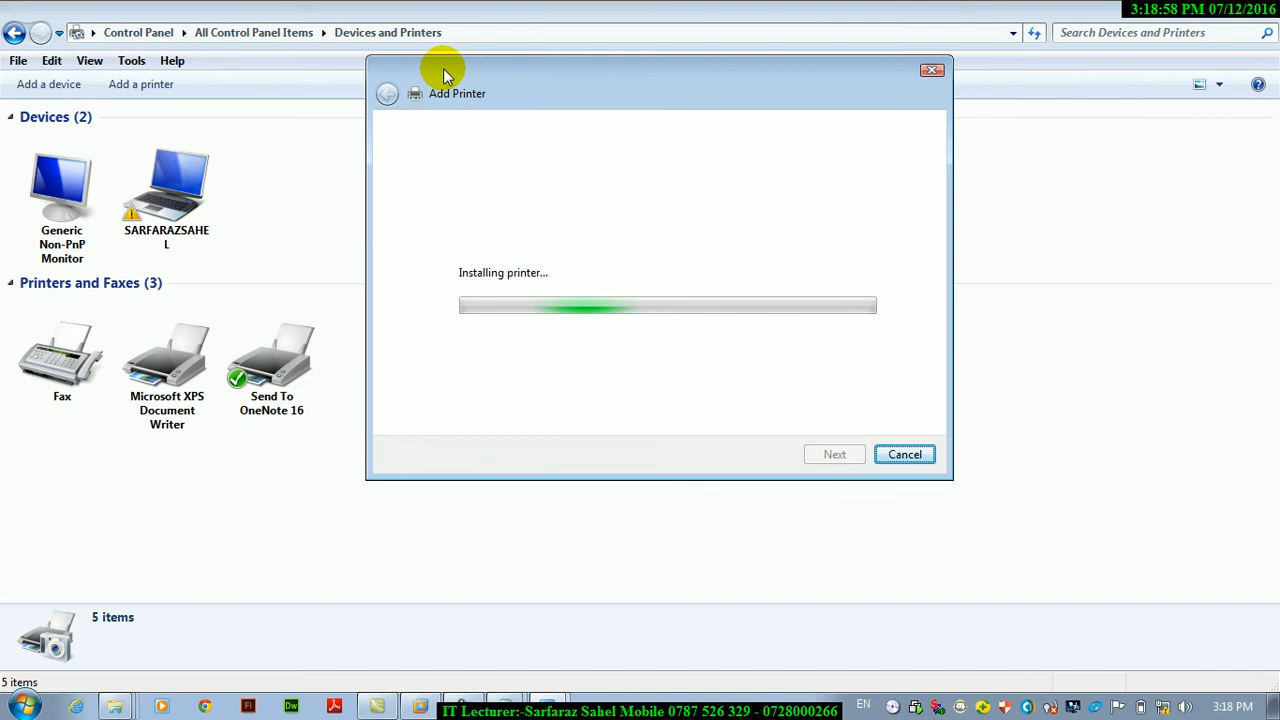 3:18:58 PM 07/12/2016
Control Panel
All Control Panel Items
Devices and Printers
Search Devices and Printers
File Edit View Tools Help
Add a device
Add a printer
Add Printer
Devices (2)
Generic
Non-PnP
Monitor
SARFARAZSAHE
L
Installing printer...
Printers and Faxes (3)
Fax
Microsoft XPS
Document
Writer
Send To
OneNote 16
Next
Cancel
5 items
5 items
EN
3:18 PM
IT Lecturer:-Sarfaraz Sahel Mobile 0787 526 329 - 0728000266